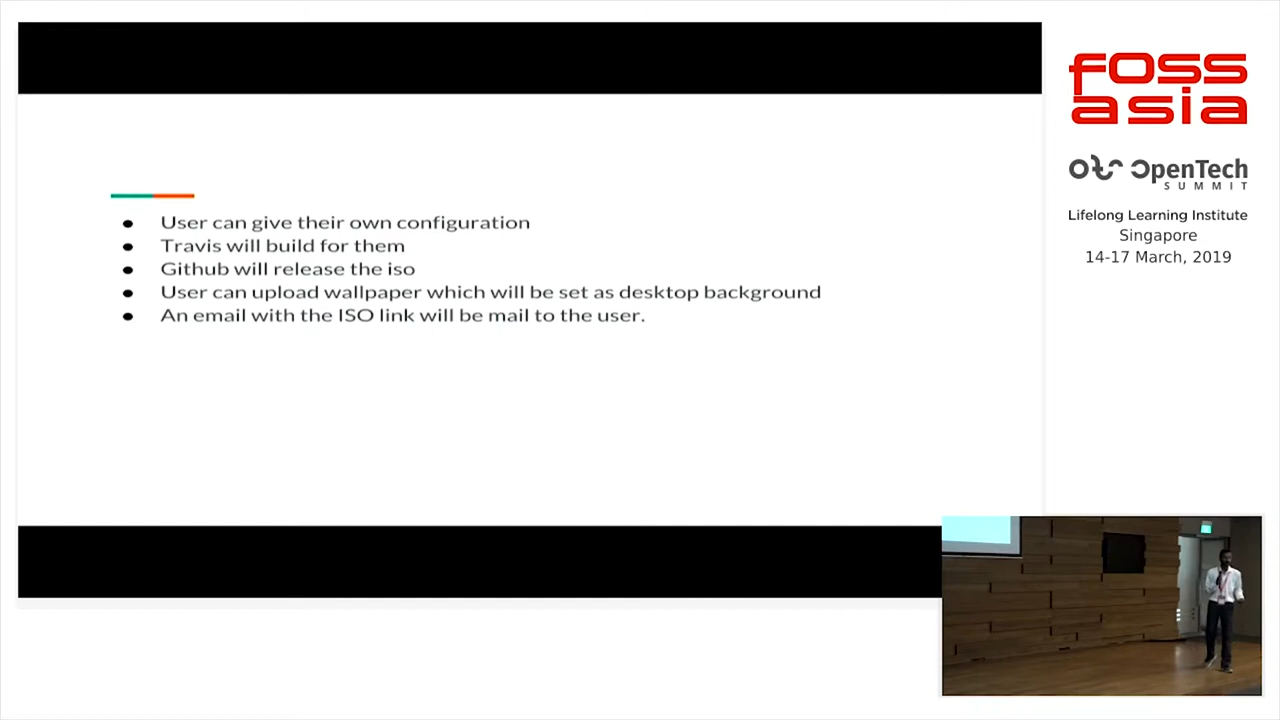 User can give their own configuration
Travis will build for them
Github will release the iso
User can upload wallpaper which will be set as desktop background
An email with the ISO link will be mail to the user.
fOSS
asia
OpenTech
SUMMIT
Lifelong Learning Institute
Singapore
14-17 March, 2019